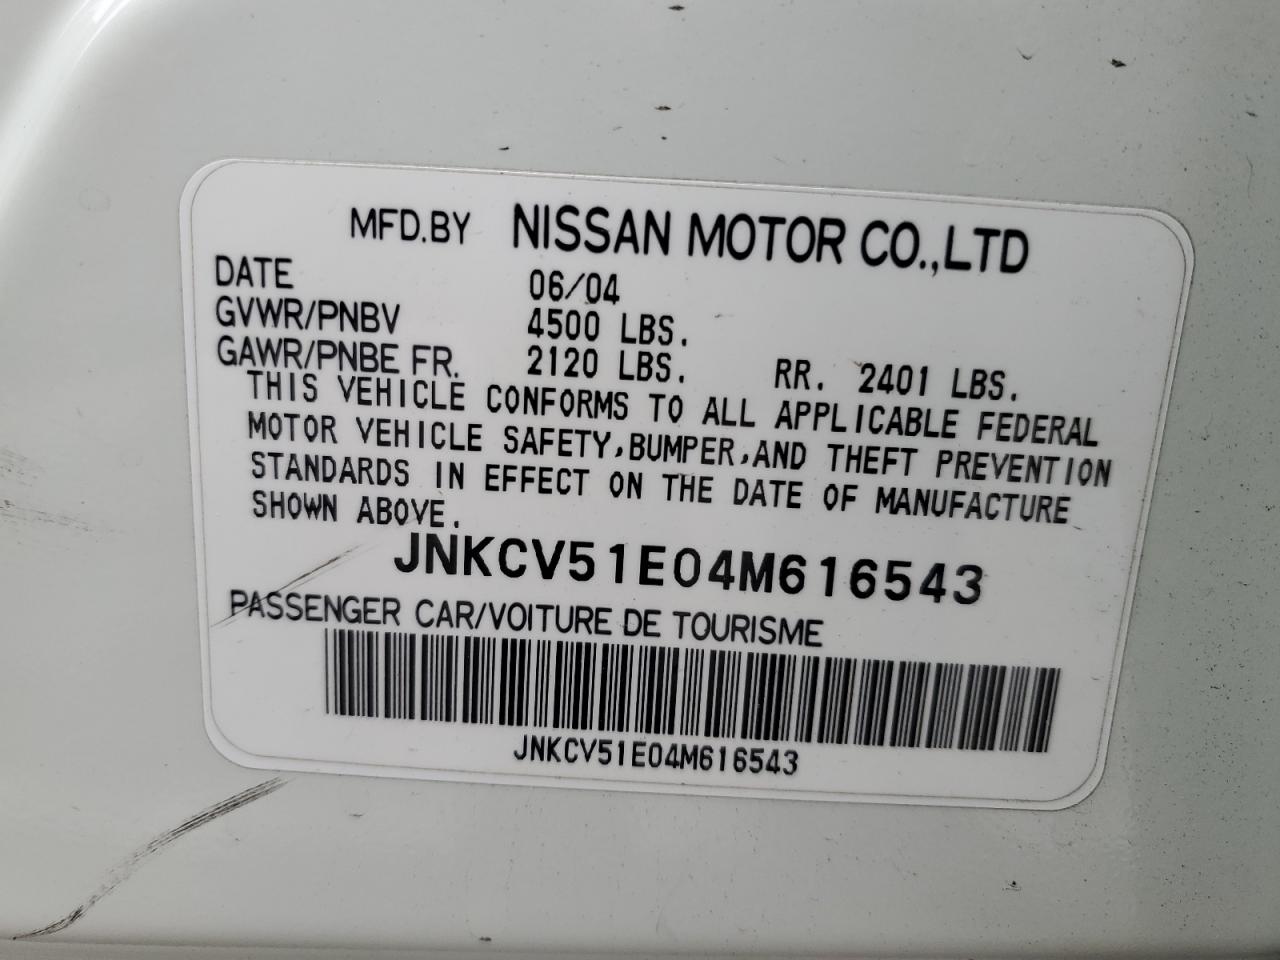 MFD.BY NISSAN MOTOR CO.,LTD
DATE 06/04
GVWR/PNBV 4500 LBS.
GAWR/PNBE FR. 2120 LBS. RR. 2401 LBS.
THIS VEHICLE CONFORMS TO ALL APPLICABLE FEDERAL
MOTOR VEHICLE SAFETY,BUMPER,AND THEFT PREVENTION
STANDARDS IN EFFECT ON THE DATE OF MANUFACTURE
SHOWN ABOVE.
JNKCV51E04M616543
PASSENGER CAR/VOITURE DE TOURISME
JNKCV51E04M616543